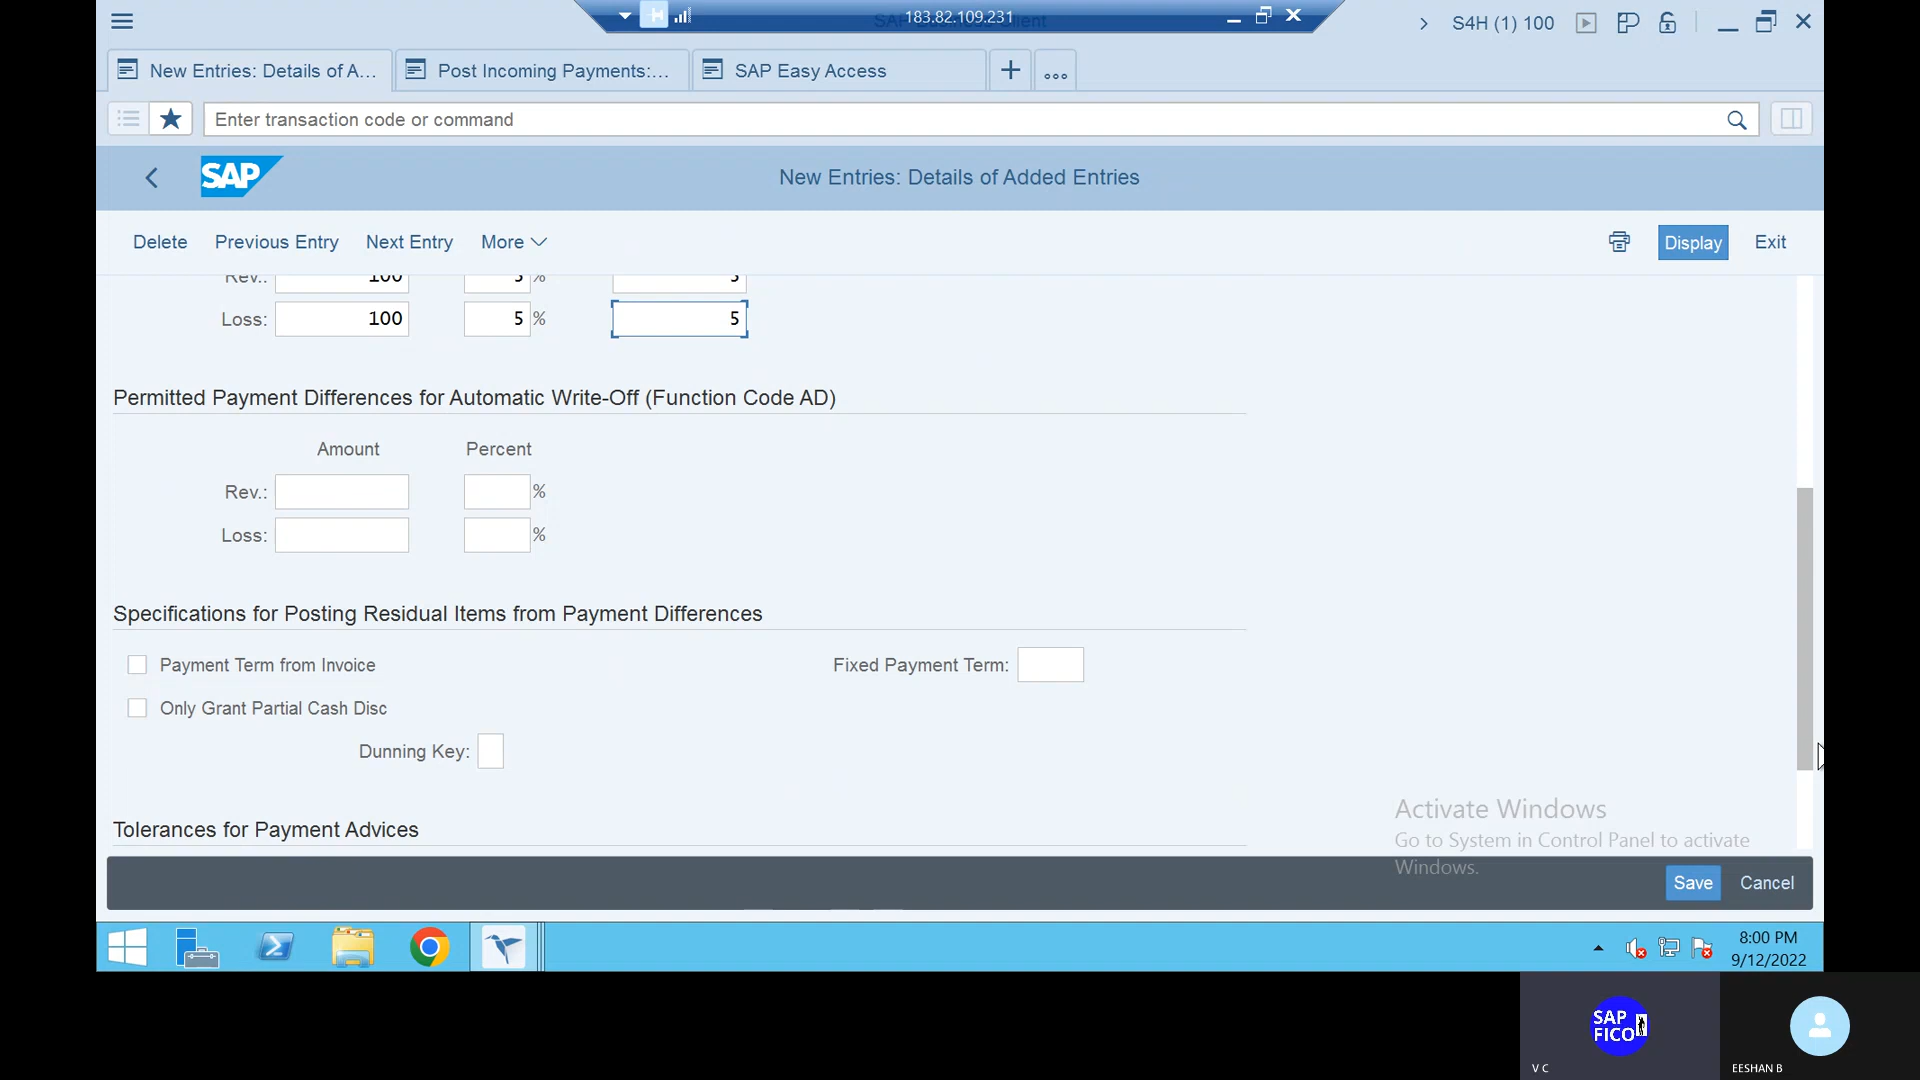 183.82.109.231
S4H (1) 100
New Entries: Details of A...
Post Incoming Payments:...
SAP Easy Access
Enter transaction code or command
SAP
New Entries: Details of Added Entries
Delete
Previous Entry
Next Entry
More
Display
Exit
Rev.: 100 5 % 5
Loss: 100 5 % 5
Permitted Payment Differences for Automatic Write-Off (Function Code AD)
Amount Percent
Rev.: %
Loss: %
Specifications for Posting Residual Items from Payment Differences
Payment Term from Invoice
Fixed Payment Term:
Only Grant Partial Cash Disc
Dunning Key:
Tolerances for Payment Advices
Activate Windows
Go to System in Control Panel to activate
Windows.
Save
Cancel
8:00 PM
9/12/2022
SAP
FICO
V C
EESHAN B